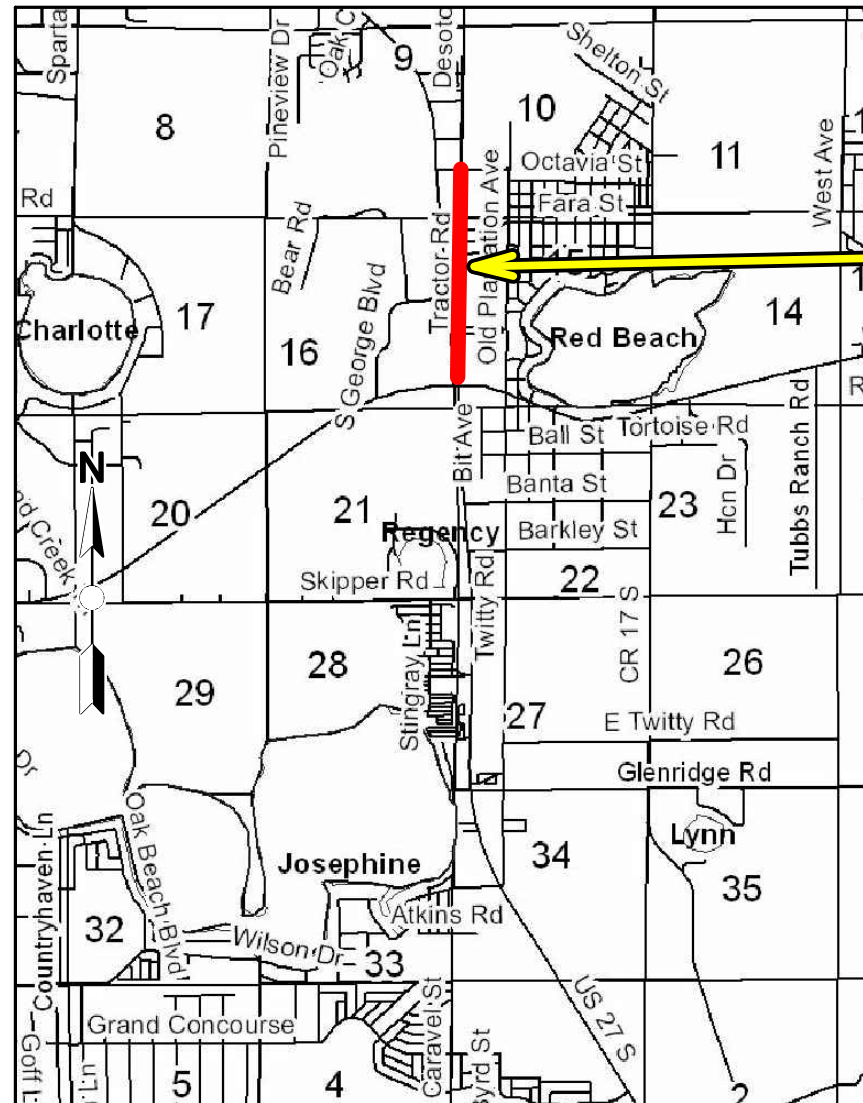 Sparta
Pineview Dr
Oak C
9
Desoto
Shelton St
8
10
11
West Ave
Octavia St
Rd
Fara St
Bear Rd
Tractor Rd
Old Plantation Ave
15
Charlotte
17
16
S George Blvd
Red Beach
14
R
Bit Ave
Ball St
Tortoise Rd
N
Banta St
Hcn Dr
Tubbs Ranch Rd
20
21
23
Regency
Barkley St
Creek
Skipper Rd
Twitty Rd
22
CR 17 S
29
28
Stingray Ln
26
27
E Twitty Rd
Dr
Glenridge Rd
Oak Beach Blvd
Countryhaven Ln
Josephine
34
Lynn
35
32
Atkins Rd
Wilson Dr
33
US 27 S
Grand Concourse
Caravel St
Goff L
Ln
5
4
Byrd St
2